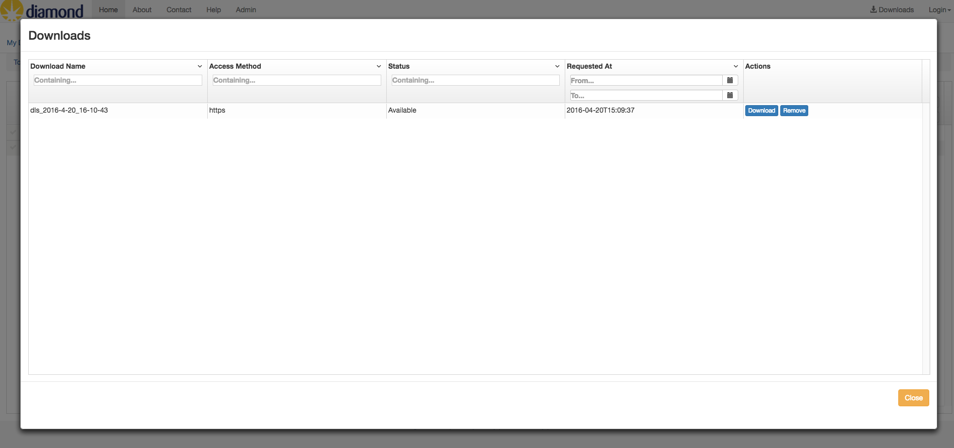 diamond Home About Contact Help Admin Downloads Login
My
Downloads
Download Name Access Method Status Requested At Actions
Containing... Containing... Containing... From...
To...
dls_2016-4-20_16-10-43 https Available 2016-04-20T15:09:37 Download Remove
Close